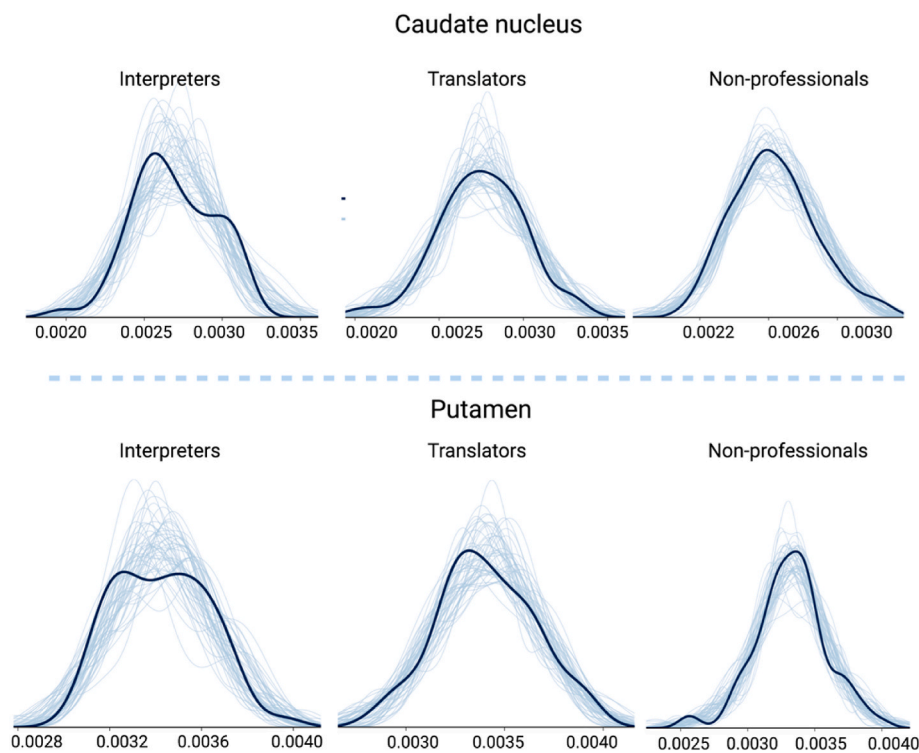 Caudate nucleus
Interpreters Translators Non-professionals
0.0020 0.0025 0.0030 0.0035 0.0020 0.0025 0.0030 0.0035 0.0022 0.0026 0.0030
Putamen
Interpreters Translators Non-professionals
0.0028 0.0032 0.0036 0.0040 0.0030 0.0035 0.0040 0.0025 0.0030 0.0035 0.0040